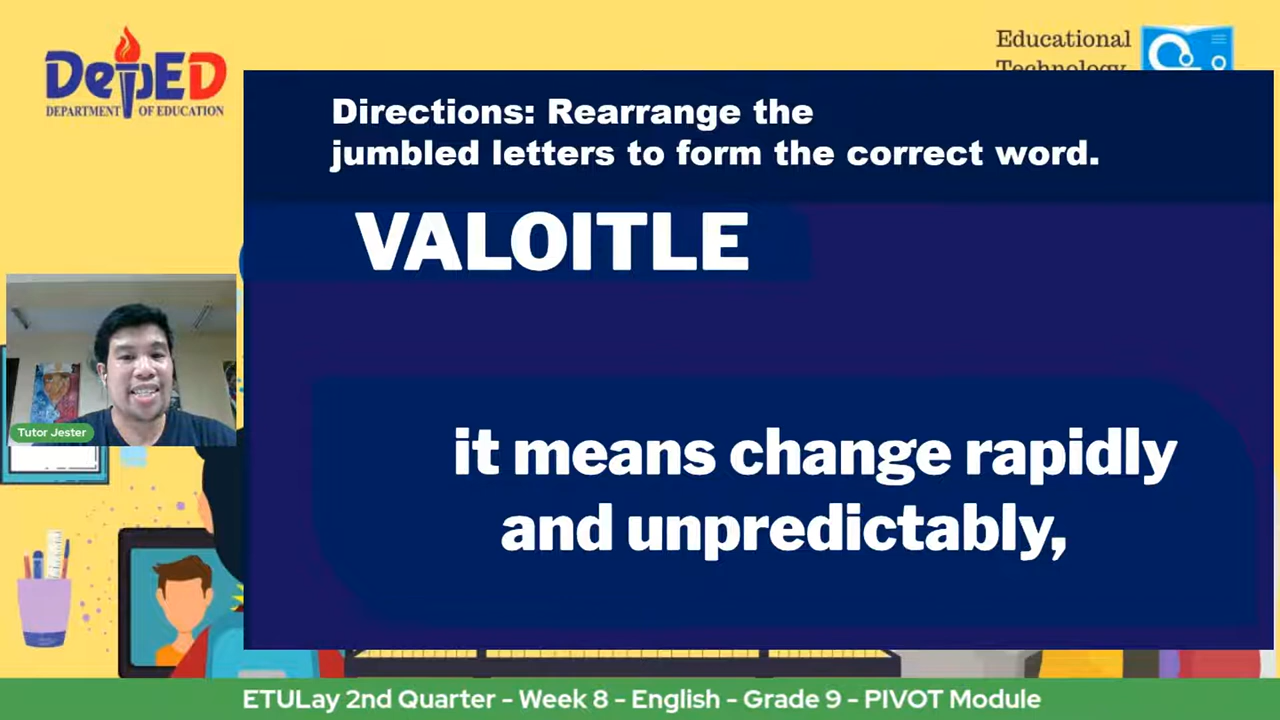 DepED
DEPARTMENT OF EDUCATION
Educational
Technology
Directions: Rearrange the
jumbled letters to form the correct word.
VALOITLE
Tutor Jester
it means change rapidly
and unpredictably,
ETULay 2nd Quarter - Week 8 - English - Grade 9 - PIVOT Module